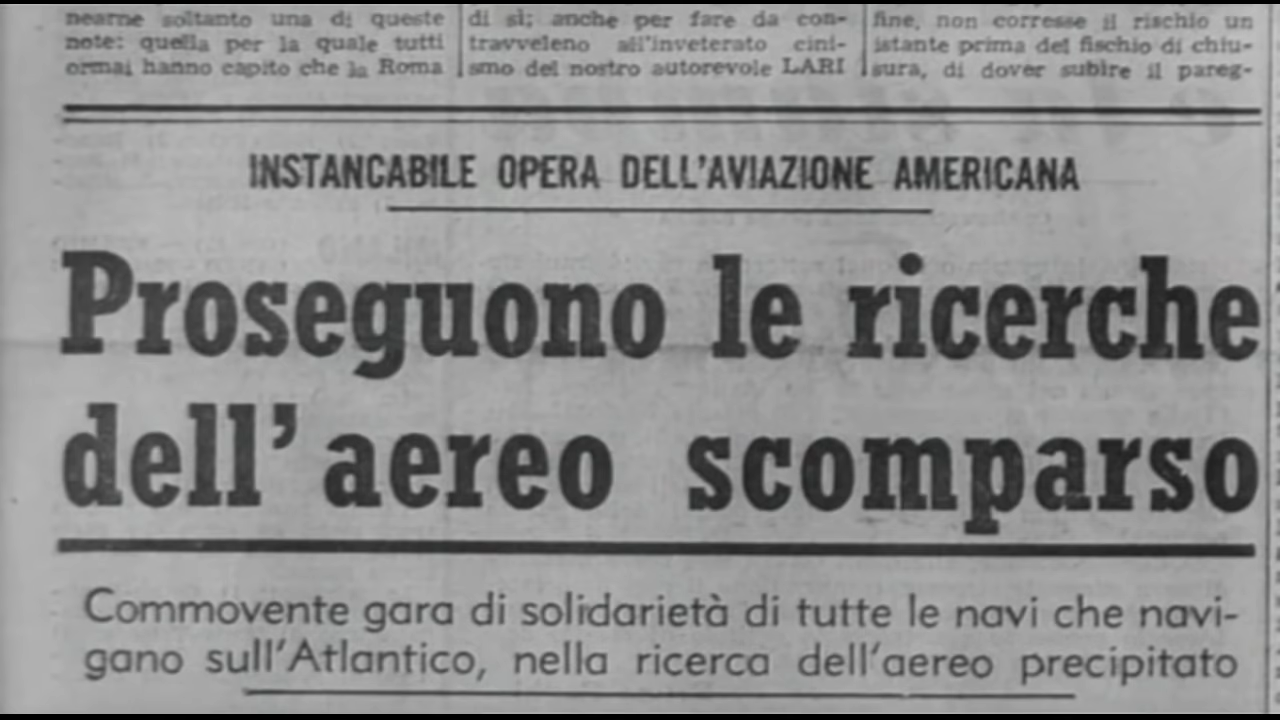 nearne soltanto una di queste
note: quella per la quale tutti
ormai hanno capito che la Roma
di sì; anche per fare da con-
travveleno all'inveterato cini-
smo del nostro autorevole LARI
fine, non corresse il rischio un
istante prima del fischio di chiu-
sura, di dover subire il pareg-
INSTANCABILE OPERA DELL'AVIAZIONE AMERICANA
Proseguono le ricerche
dell' aereo scomparso
Commovente gara di solidarietà di tutte le navi che navi-
gano sull'Atlantico, nella ricerca dell'aereo precipitato